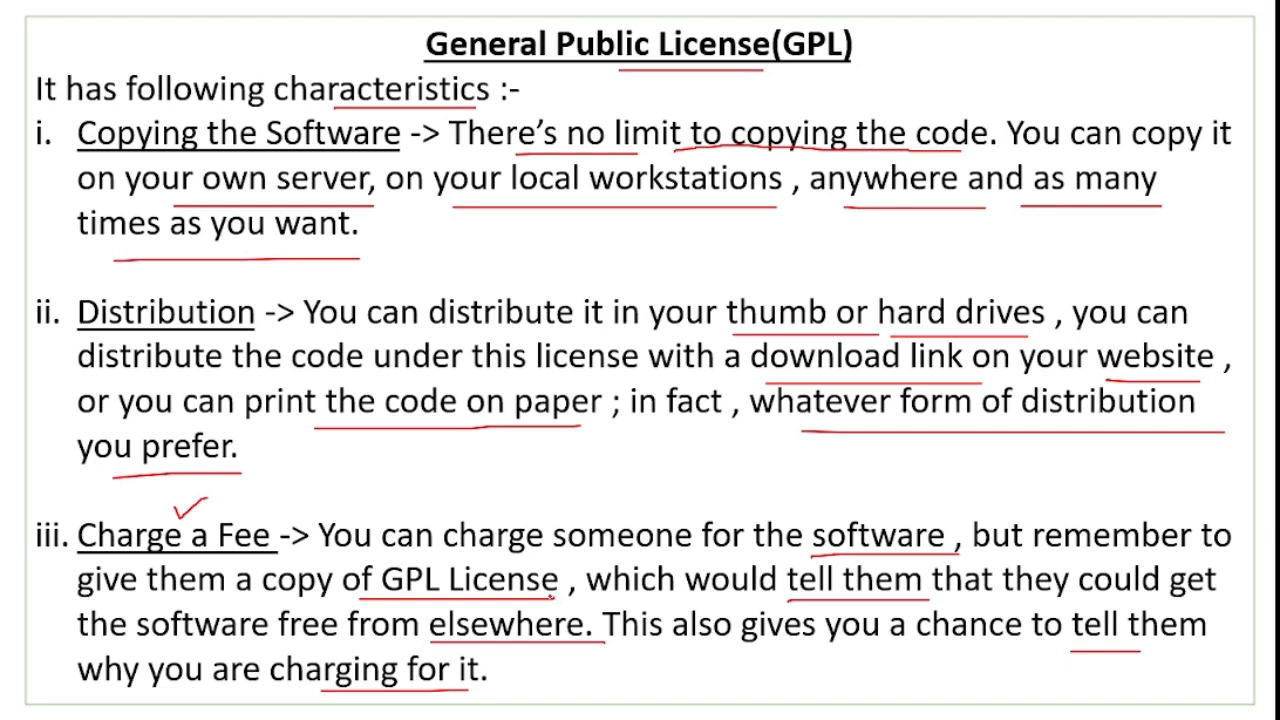 General Public License(GPL)
It has following characteristics :-
i. Copying the Software -> There’s no limit to copying the code. You can copy it
on your own server, on your local workstations , anywhere and as many
times as you want.
ii. Distribution -> You can distribute it in your thumb or hard drives , you can
distribute the code under this license with a download link on your website ,
or you can print the code on paper ; in fact , whatever form of distribution
you prefer.
iii. Charge a Fee -> You can charge someone for the software , but remember to
give them a copy of GPL License , which would tell them that they could get
the software free from elsewhere. This also gives you a chance to tell them
why you are charging for it.